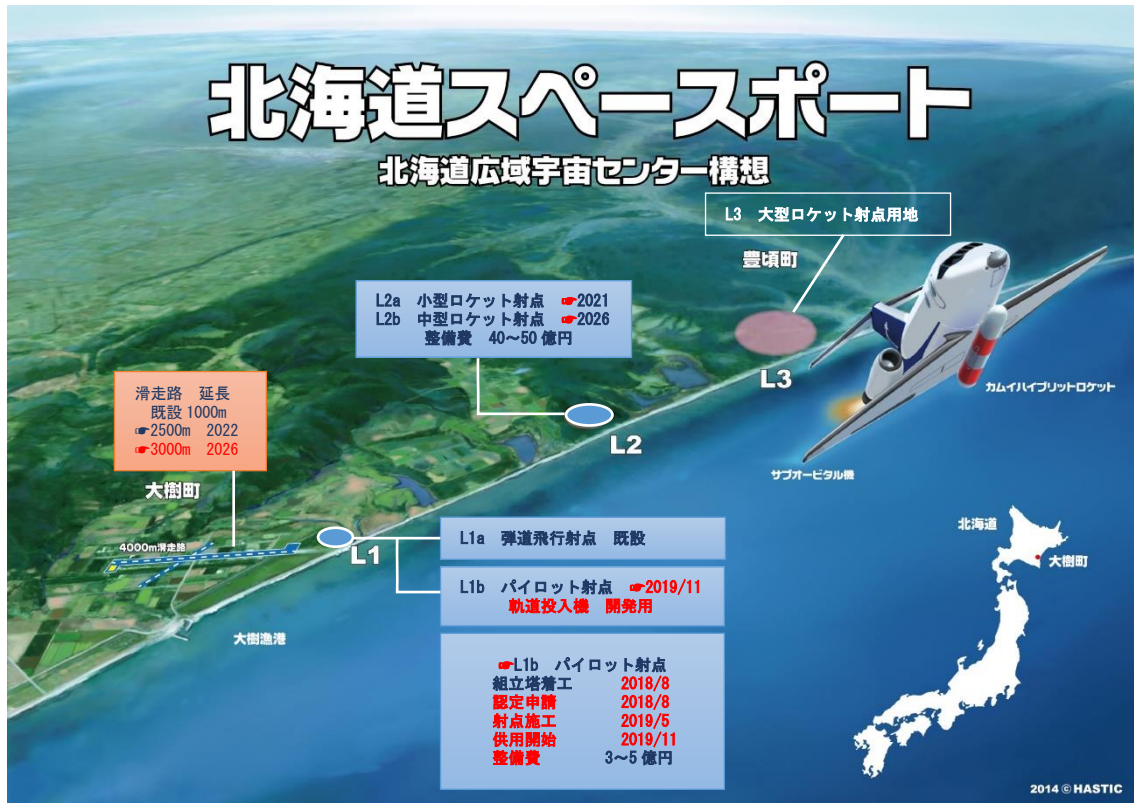 北海道スペースポート
北海道広域宇宙センター構想
L3 大型ロケット射点用地
豊頃町
L3
カムイハイブリットロケット
サブオービタル機
L2a 小型ロケット射点 ☛2021
L2b 中型ロケット射点 ☛2026
整備費 40～50億円
L2
滑走路 延長
既設1000m
☛2500m 2022
☛3000m 2026
大樹町
4000m滑走路
L1
大樹漁港
L1a 弾道飛行射点 既設
L1b パイロット射点 ☛2019/11
軌道投入機 開発用
☛L1b パイロット射点
組立塔着工 2018/8
認定申請 2018/8
射点施工 2019/5
供用開始 2019/11
整備費 3～5億円
北海道
大樹町
2014 © HASTIC